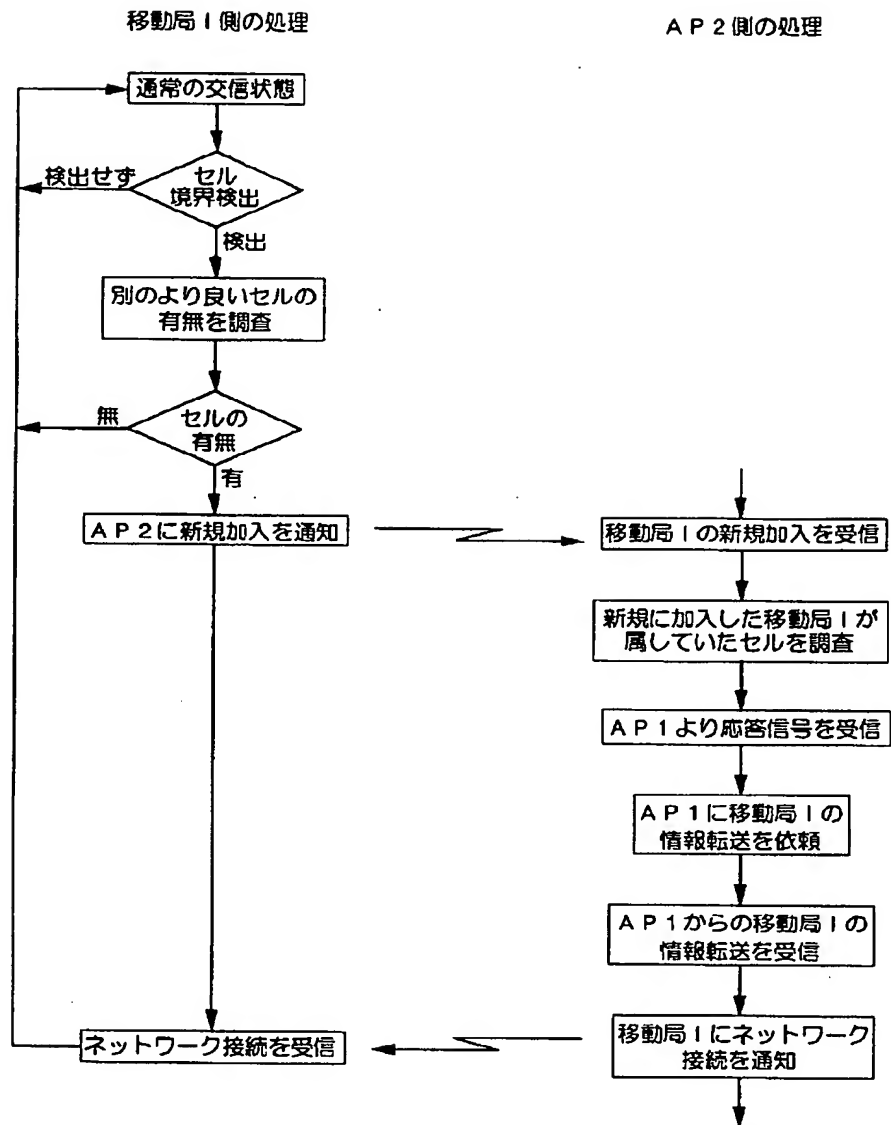 移動局I側の処理
AP2側の処理
通常の交信状態
検出せず
セル
境界検出
検出
別のより良いセルの
有無を調査
無
セルの
有無
有
AP2に新規加入を通知
移動局Iの新規加入を受信
新規に加入した移動局Iが
属していたセルを調査
AP1より応答信号を受信
AP1に移動局Iの
情報転送を依頼
AP1からの移動局Iの
情報転送を受信
ネットワーク接続を受信
移動局Iにネットワーク
接続を通知